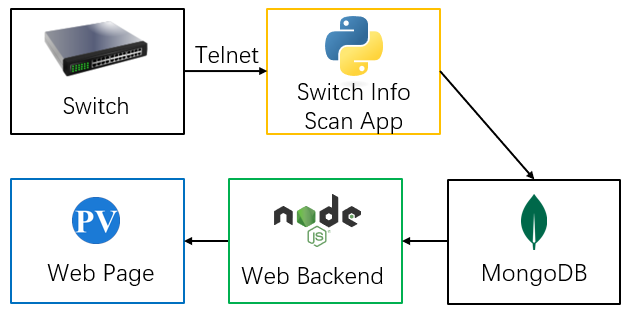 Switch
Telnet
Switch Info
Scan App
PV
Web Page
node
JS
Web Backend
MongoDB